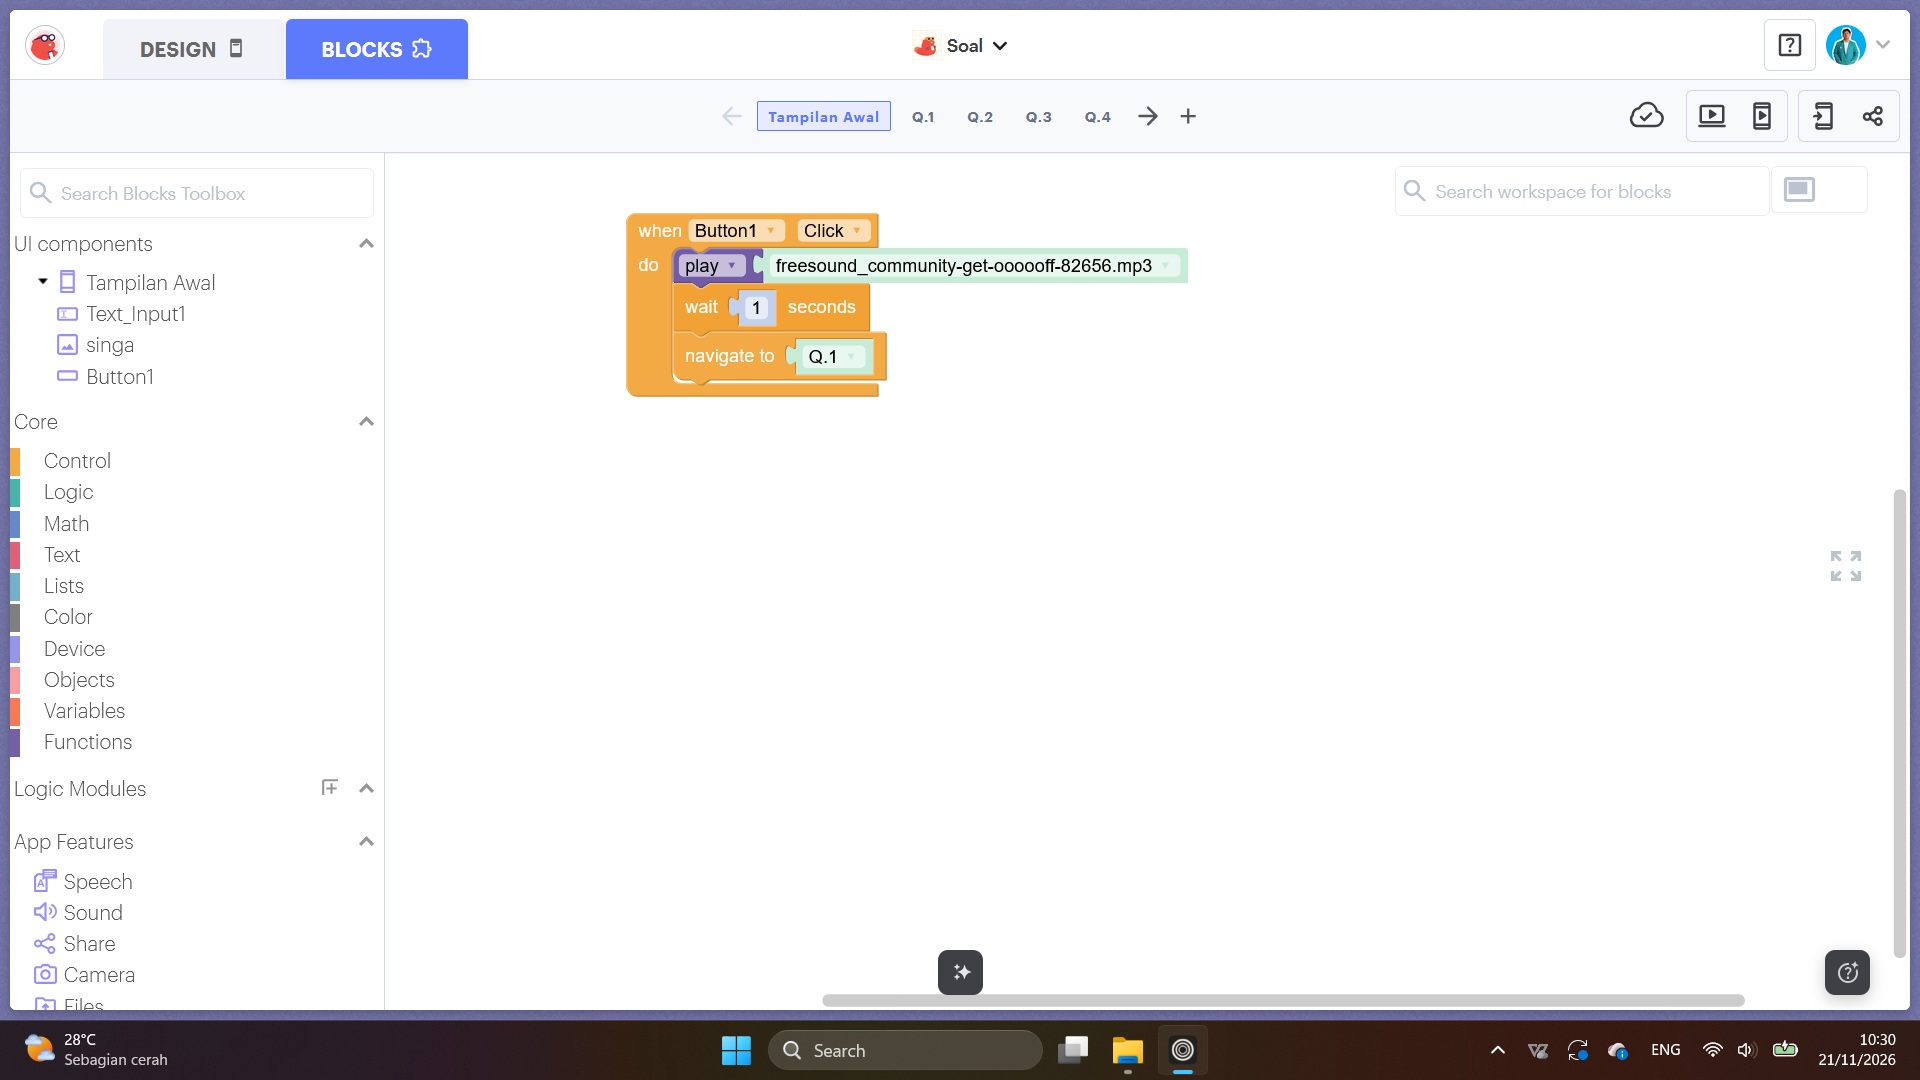 DESIGN
BLOCKS
Soal
Tampilan Awal
Q.1
Q.2
Q.3
Q.4
Search Blocks Toolbox
Search workspace for blocks
UI components
Tampilan Awal
Text_Input1
singa
Button1
Core
Control
Logic
Math
Text
Lists
Color
Device
Objects
Variables
Functions
Logic Modules
App Features
Speech
Sound
Share
Camera
Files
when Button1 Click
do play freesound_community-get-oooooff-82656.mp3
wait 1 seconds
navigate to Q.1
28°C
Sebagian cerah
Search
ENG
10:30
21/11/2026